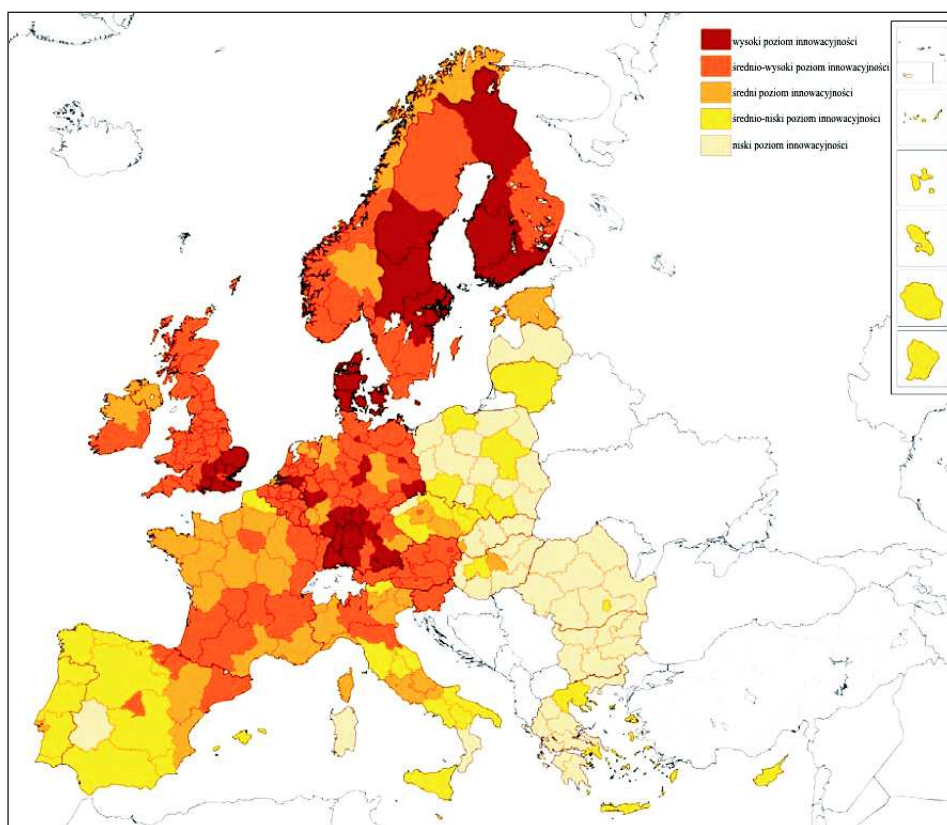 wysoki poziom innowacyjności
średnio-wysoki poziom innowacyjności
średni poziom innowacyjności
średnio-niski poziom innowacyjności
niski poziom innowacyjności